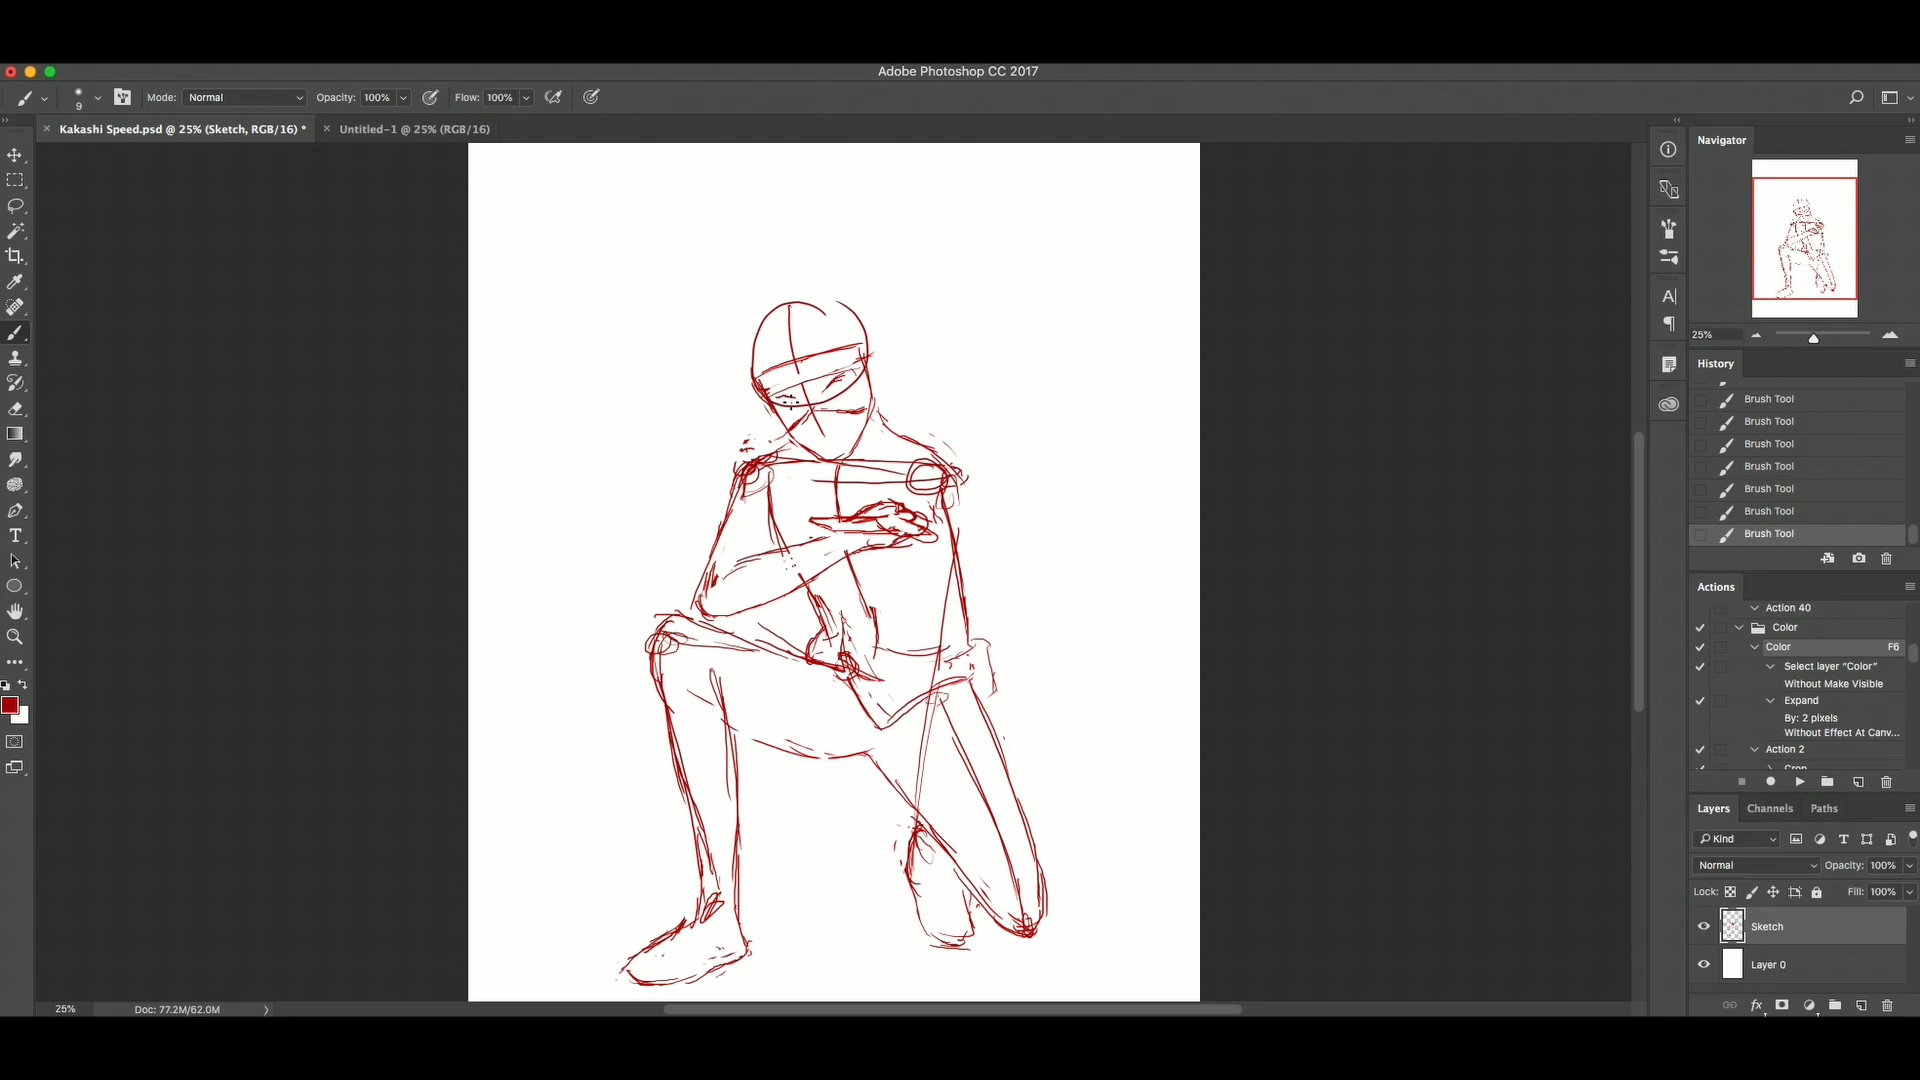 Adobe Photoshop CC 2017
9
Mode: Normal
Opacity: 100%
Flow: 100%
Kakashi Speed.psd @ 25% (Sketch, RGB/16) *
Untitled-1 @ 25% (RGB/16)
Navigator
25%
History
Brush Tool
Brush Tool
Brush Tool
Brush Tool
Brush Tool
Brush Tool
Brush Tool
Actions
Action 40
Color
Color F6
Select layer “Color”
Without Make Visible
Expand
By: 2 pixels
Without Effect At Canv...
Action 2
Crop
Layers Channels Paths
Kind
Normal Opacity: 100%
Lock: Fill: 100%
Sketch
Layer 0
25% Doc: 77.2M/62.0M